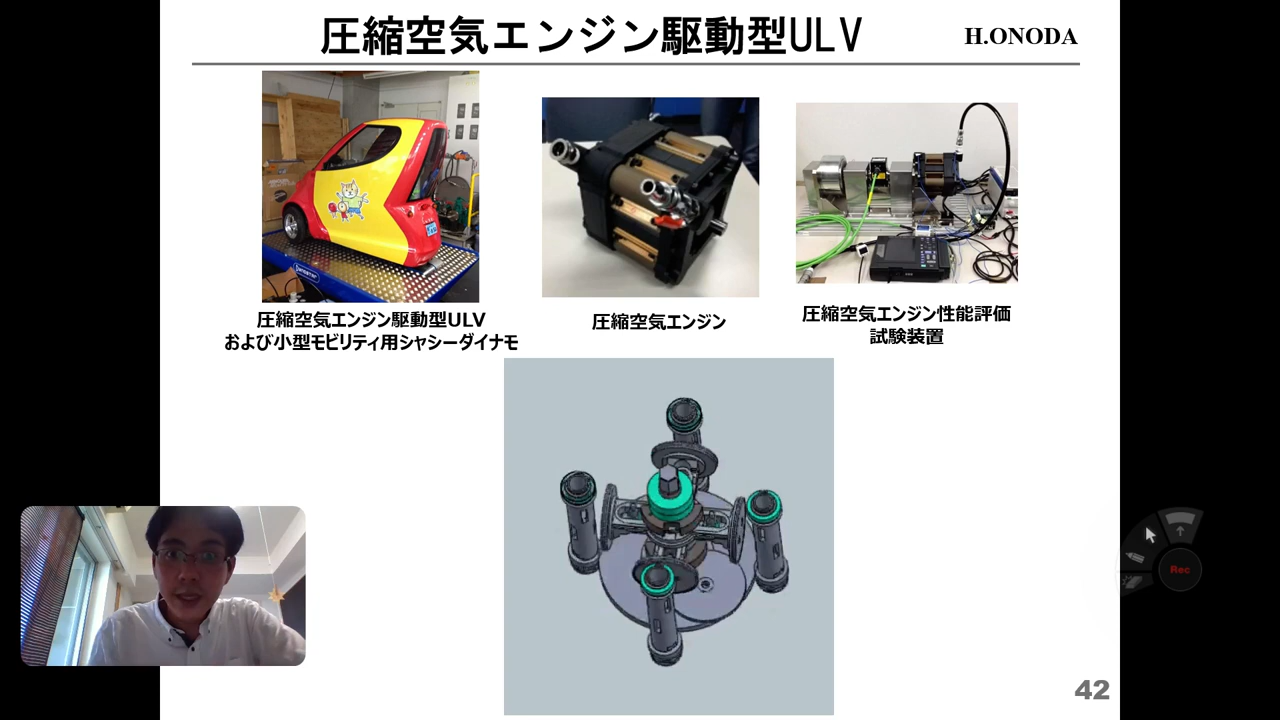 圧縮空気エンジン駆動型ULV
H.ONODA
圧縮空気エンジン駆動型ULV
および小型モビリティ用シャシーダイナモ
圧縮空気エンジン
圧縮空気エンジン性能評価
試験装置
Rec
42